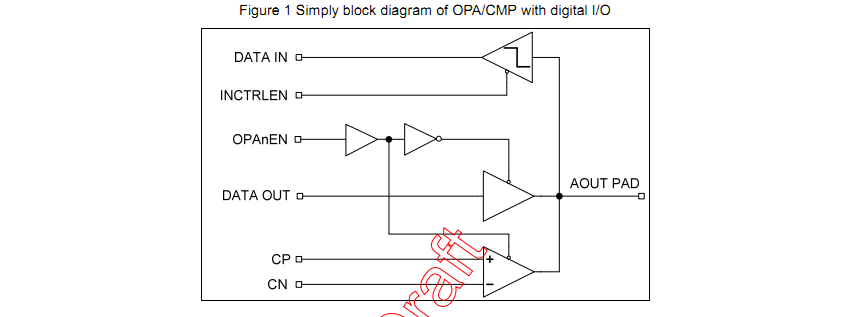 Figure 1 Simply block diagram of OPA/CMP with digital I/O
DATA IN
INCTRLEN
OPAnEN
DATA OUT
AOUT PAD
CP
+
CN
−